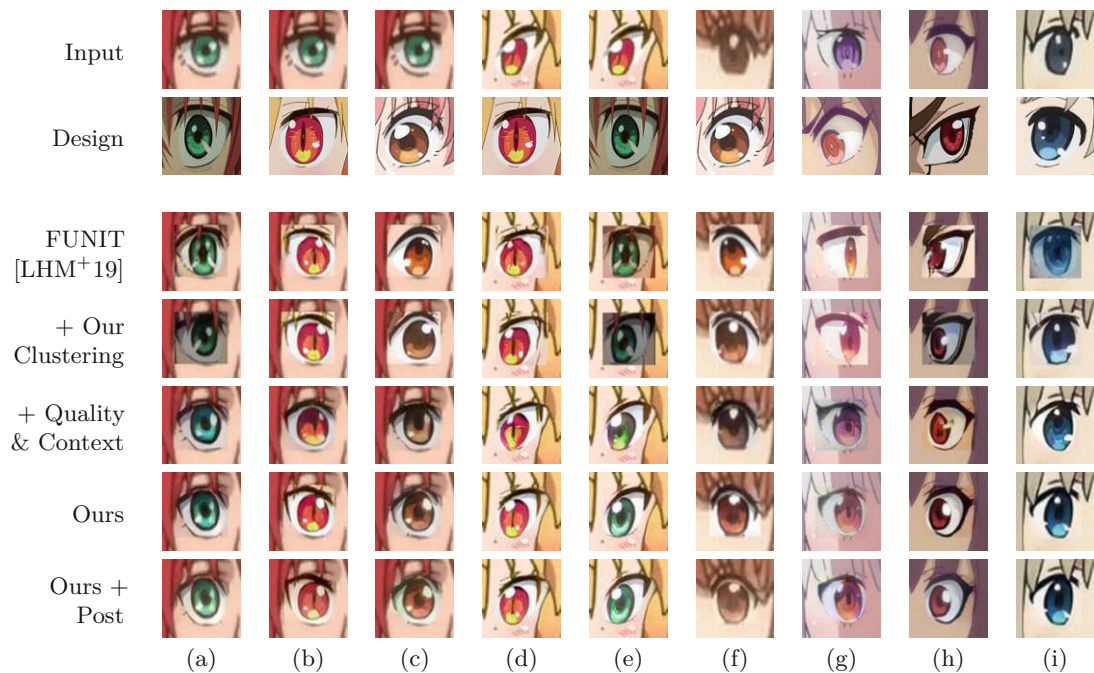 Input
Design
FUNIT
[LHM⁺19]
+ Our
Clustering
+ Quality
& Context
Ours
Ours +
Post
(a) (b) (c) (d) (e) (f) (g) (h) (i)